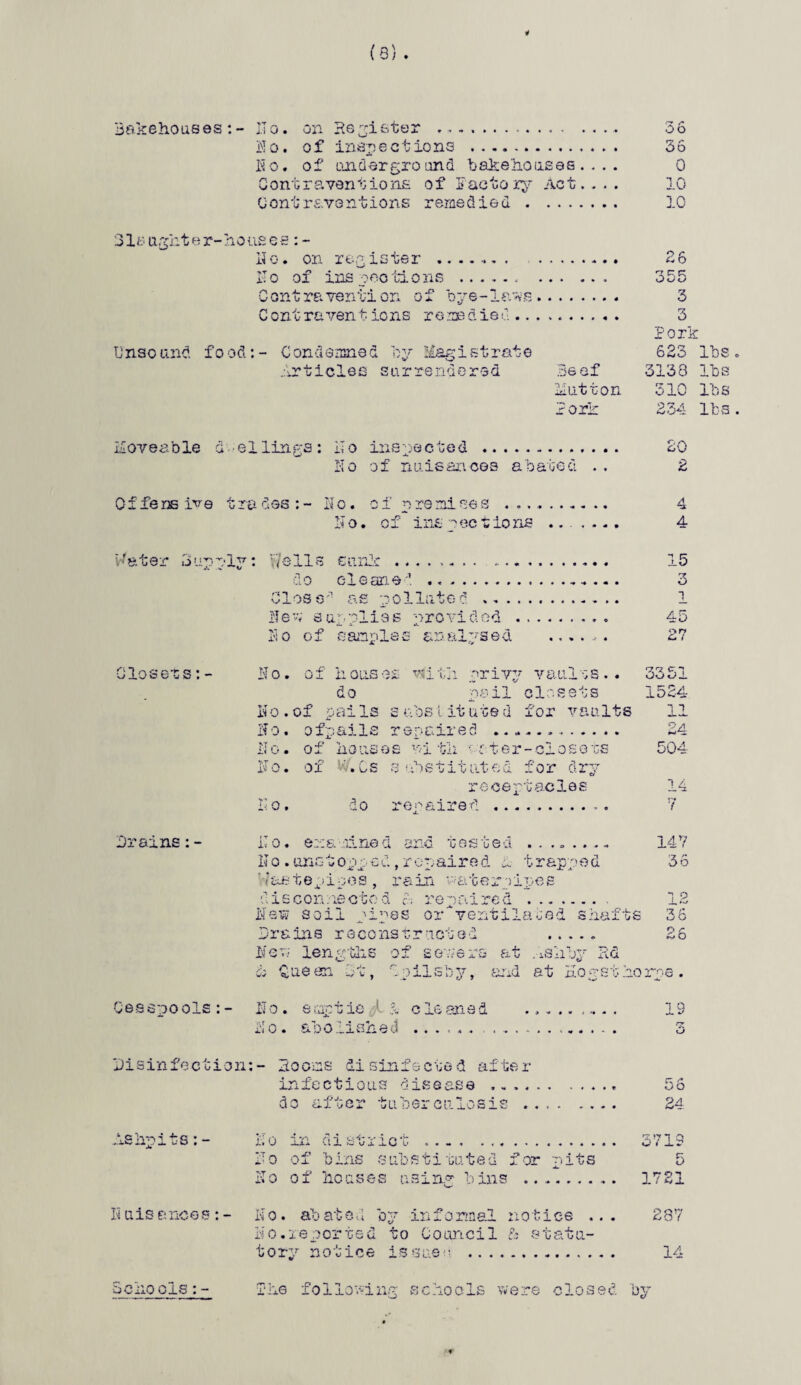 (8).
Bakehouses:- No. on Register .... 36
No. of inspections .... 36
No. of underground bakehouses.... 0
Contraventions of Factory Act.... 10
Contraventions remedied .... 10
Slaughter-houses:-
No. on register .... 26
No of inspections .... 355
Contravention of bye-laws.... 3
Contraventions remedied.... 3
Pork
Unsound food:- Condemned by Magistrate 623 lbs.
Articles surrendered Beef 3138 lbs
Mutton 310 lbs
Pork 234 lbs.
Moveable dwellings: No inspected .... 20
No of nuisances abated .. 2
Offensive trades:- No. of premises .... 4
No. of inspections .... 4
Water Supply: Wells sunk .... 15
do cleaned .... 3
Closed as polluted .... 1
New supplies provided .... 45
No of samples analysed .... 27
Closets:- No. of houses with privy vaults.. 3351
do pail closets 1524
No.of pails substituted for vaults 11
No. ofpails repaired .... 24
No. of houses with water-closets 504
No. of W.Cs substituted for dry
receptacles 14
No. do repaired .... 7
Drains:- No. examined and tested .... 147
No.unstopped,repaired & trapped 36
Wastepipes, rain waterpipes
disconnected & repaired .... 12
New soil pipes or ventilated shafts 36
Drains reconstructed .... 26
New lengths of sewers at Ashby Rd
& Queen St, Spilsby, and at Hogsthorpe.
Cesspools:- No. emptied & cleaned .... 19
No. abolished .... 3
Disinfection:- Rooms disinfected after
infectious disease .... 56
do after tuberculosis .... 24
Ashpits:- No in district .... 3719
No of bins substituted for pits 5
No of houses using bins .... 1721
Nuisances:- No. abated by informal notice ... 287
No.reported to Council & statu-
tory notice issued .... 14
Schools:- The following schools were closed by